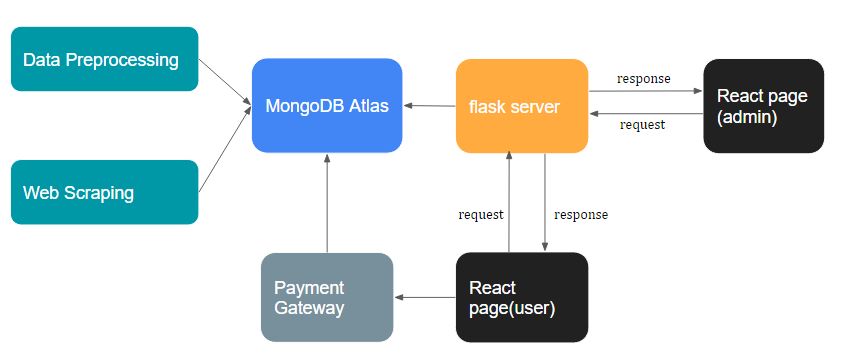 Data Preprocessing
MongoDB Atlas
flask server
response
request
React page
(admin)
Web Scraping
request
response
Payment
Gateway
React
page(user)